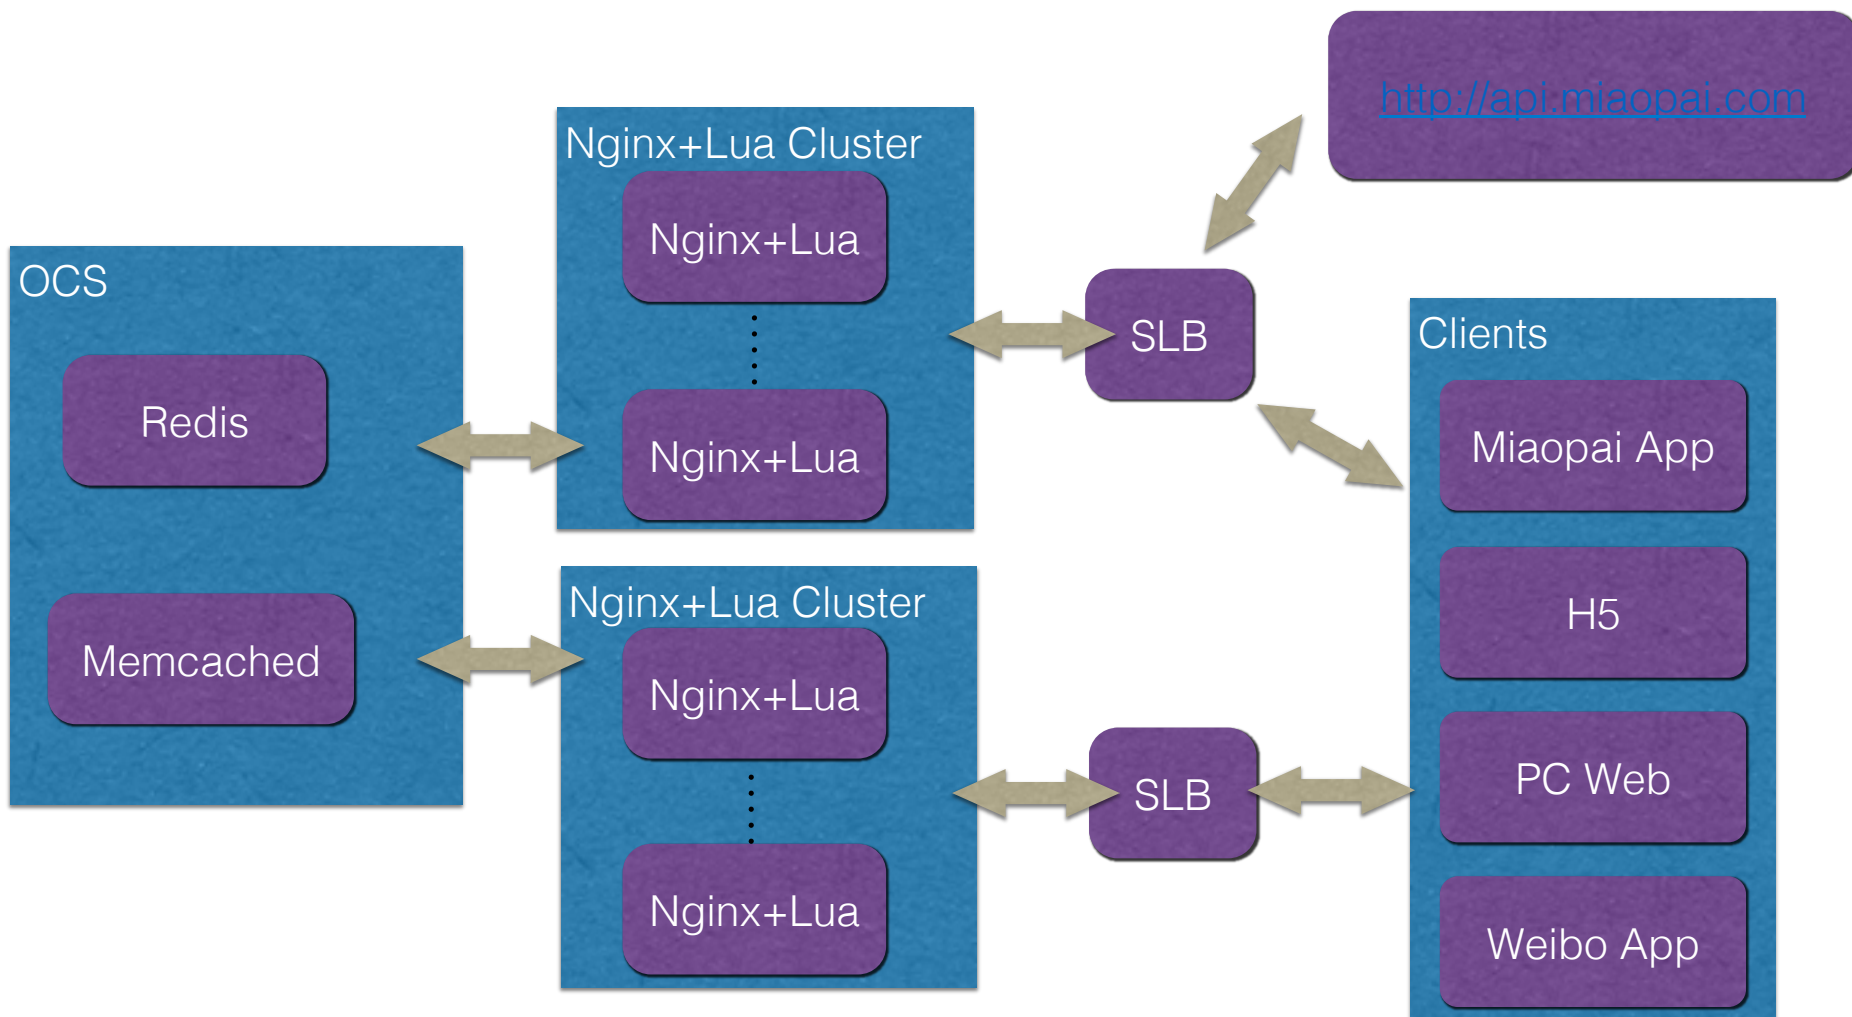 http://api.miaopai.com
Nginx+Lua Cluster
Nginx+Lua
Nginx+Lua
OCS
Redis
Memcached
SLB
Clients
Miaopai App
H5
PC Web
Weibo App
Nginx+Lua Cluster
Nginx+Lua
Nginx+Lua
SLB